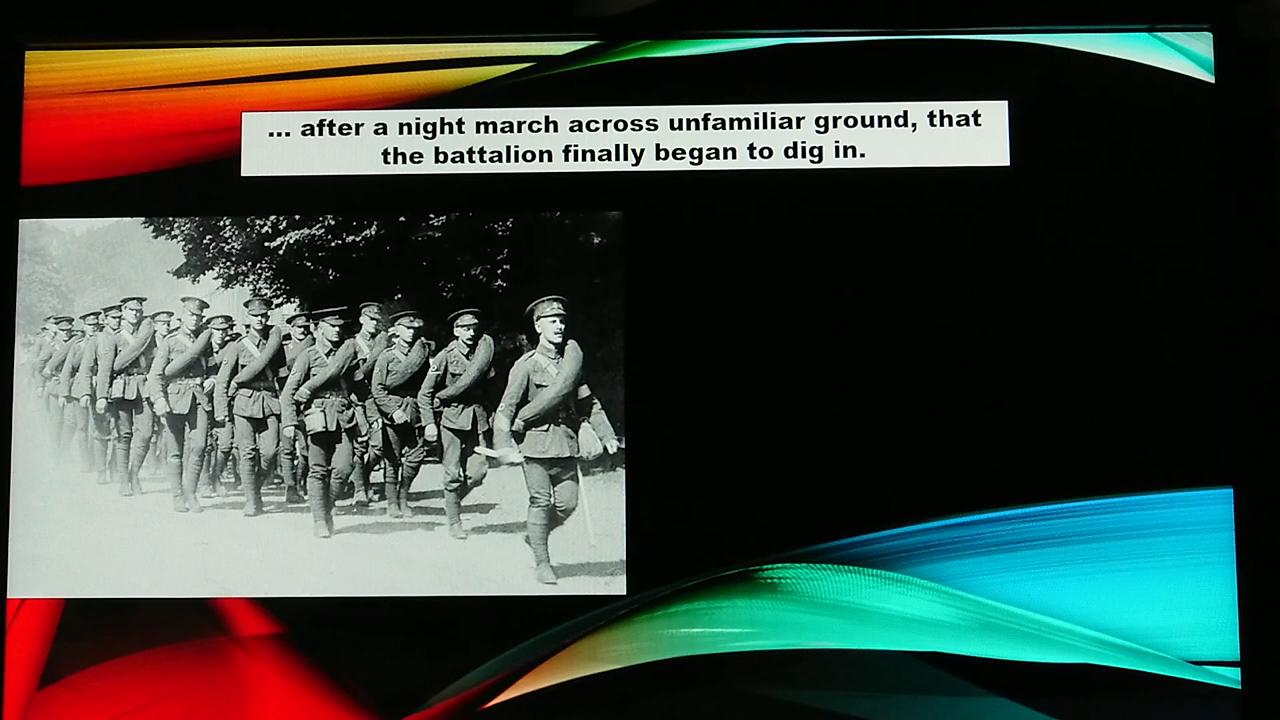 ... after a night march across unfamiliar ground, that
the battalion finally began to dig in.